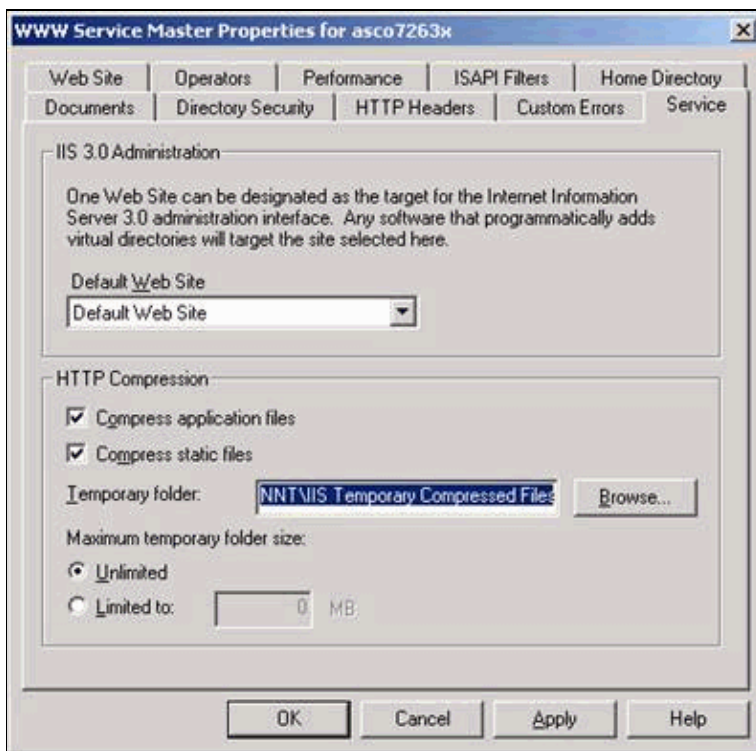 WWW Service Master Properties for asco7263x
Web Site Operators Performance ISAPI Filters Home Directory
Documents Directory Security HTTP Headers Custom Errors Service
IIS 3.0 Administration
One Web Site can be designated as the target for the Internet Information
Server 3.0 administration interface. Any software that programmatically adds
virtual directories will target the site selected here.
Default Web Site
Default Web Site
HTTP Compression
Compress application files
Compress static files
Temporary folder: NNT\IIS Temporary Compressed Files Browse...
Maximum temporary folder size:
Unlimited
Limited to: 0 MB
OK Cancel Apply Help